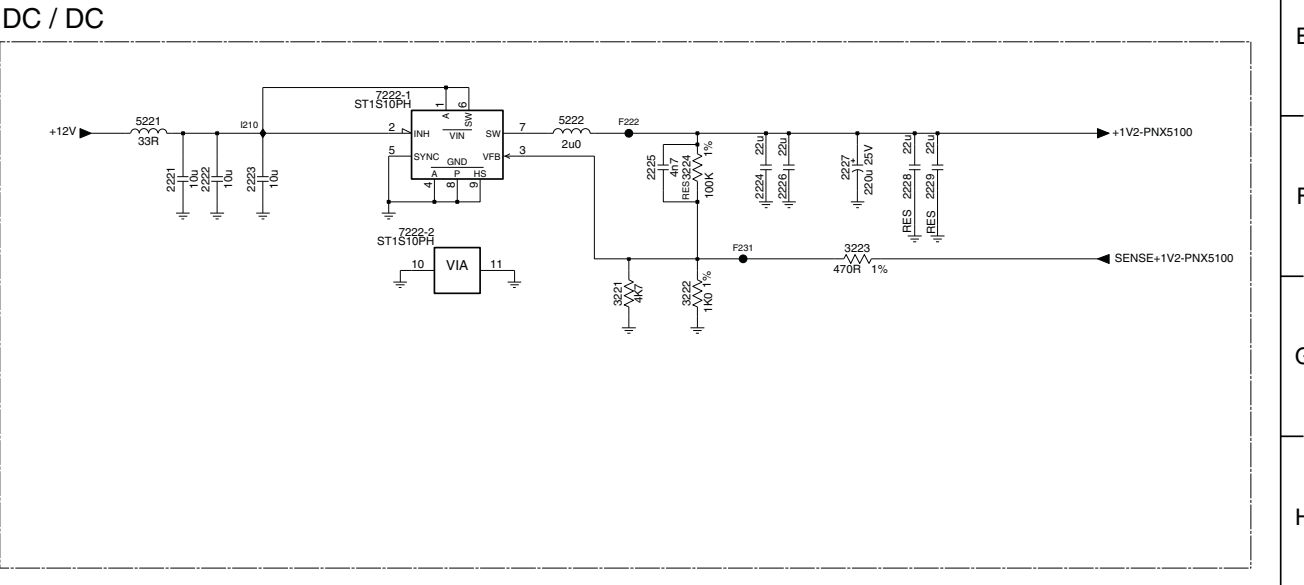 DC / DC
E
F
G
H
7222-1
ST1S10PH
+12V
5221
33R
I210
2221
10u
2222
10u
2223
10u
1
6
A
SW
VIN
2
INH
SW
7
5
SYNC
VFB
3
GND
A
P
HS
4
8
9
5222
2u0
F222
2225
4n7
RES
3224
1%
100K
2224
22u
2226
22u
2227
220u 25V
RES
2228
22u
RES
2229
22u
+1V2-PNX5100
7222-2
ST1S10PH
10
VIA
11
3221
4K7
3222
1K0 1%
F231
3223
470R
1%
SENSE+1V2-PNX5100